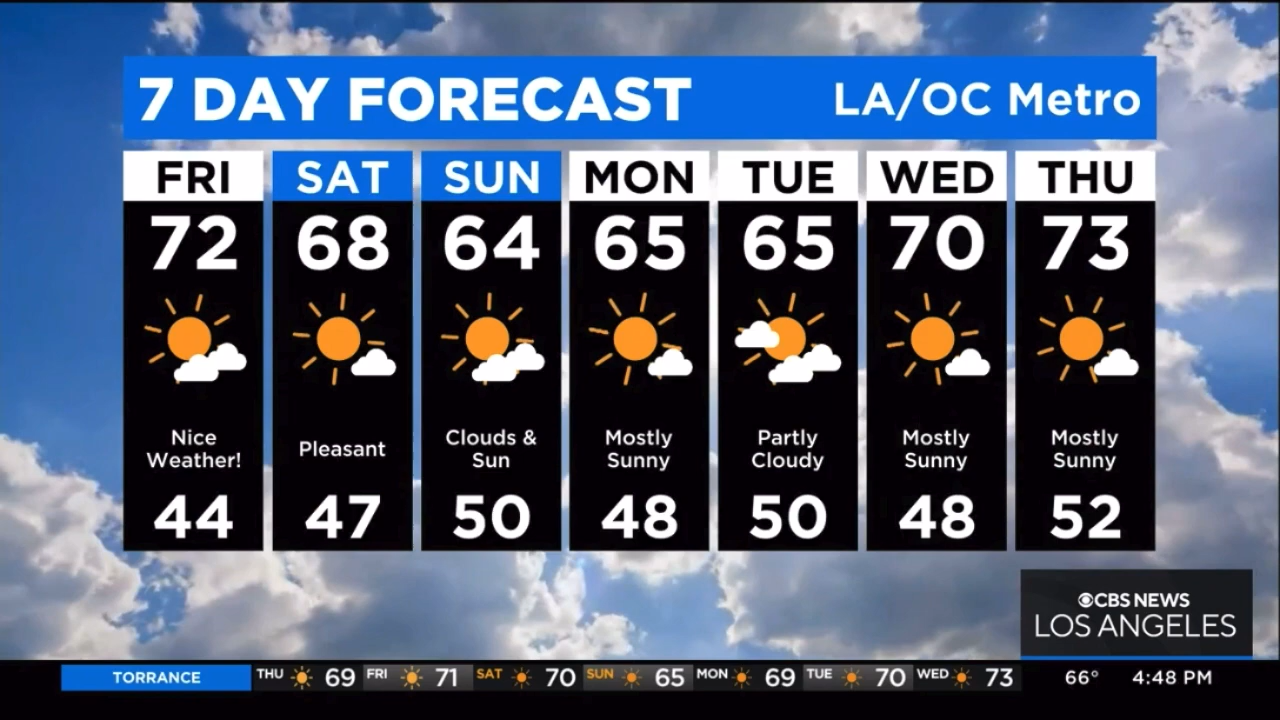 7 DAY FORECAST
LA/OC Metro
FRI SAT SUN MON TUE WED THU
72 68 64 65 65 70 73
Nice Weather!
Pleasant
Clouds & Sun
Mostly Sunny
Partly Cloudy
Mostly Sunny
Mostly Sunny
44 47 50 48 50 48 52
CBS NEWS
LOS ANGELES
TORRANCE THU 69 FRI 71 SAT 70 SUN 65 MON 69 TUE 70 WED 73 66° 4:48 PM